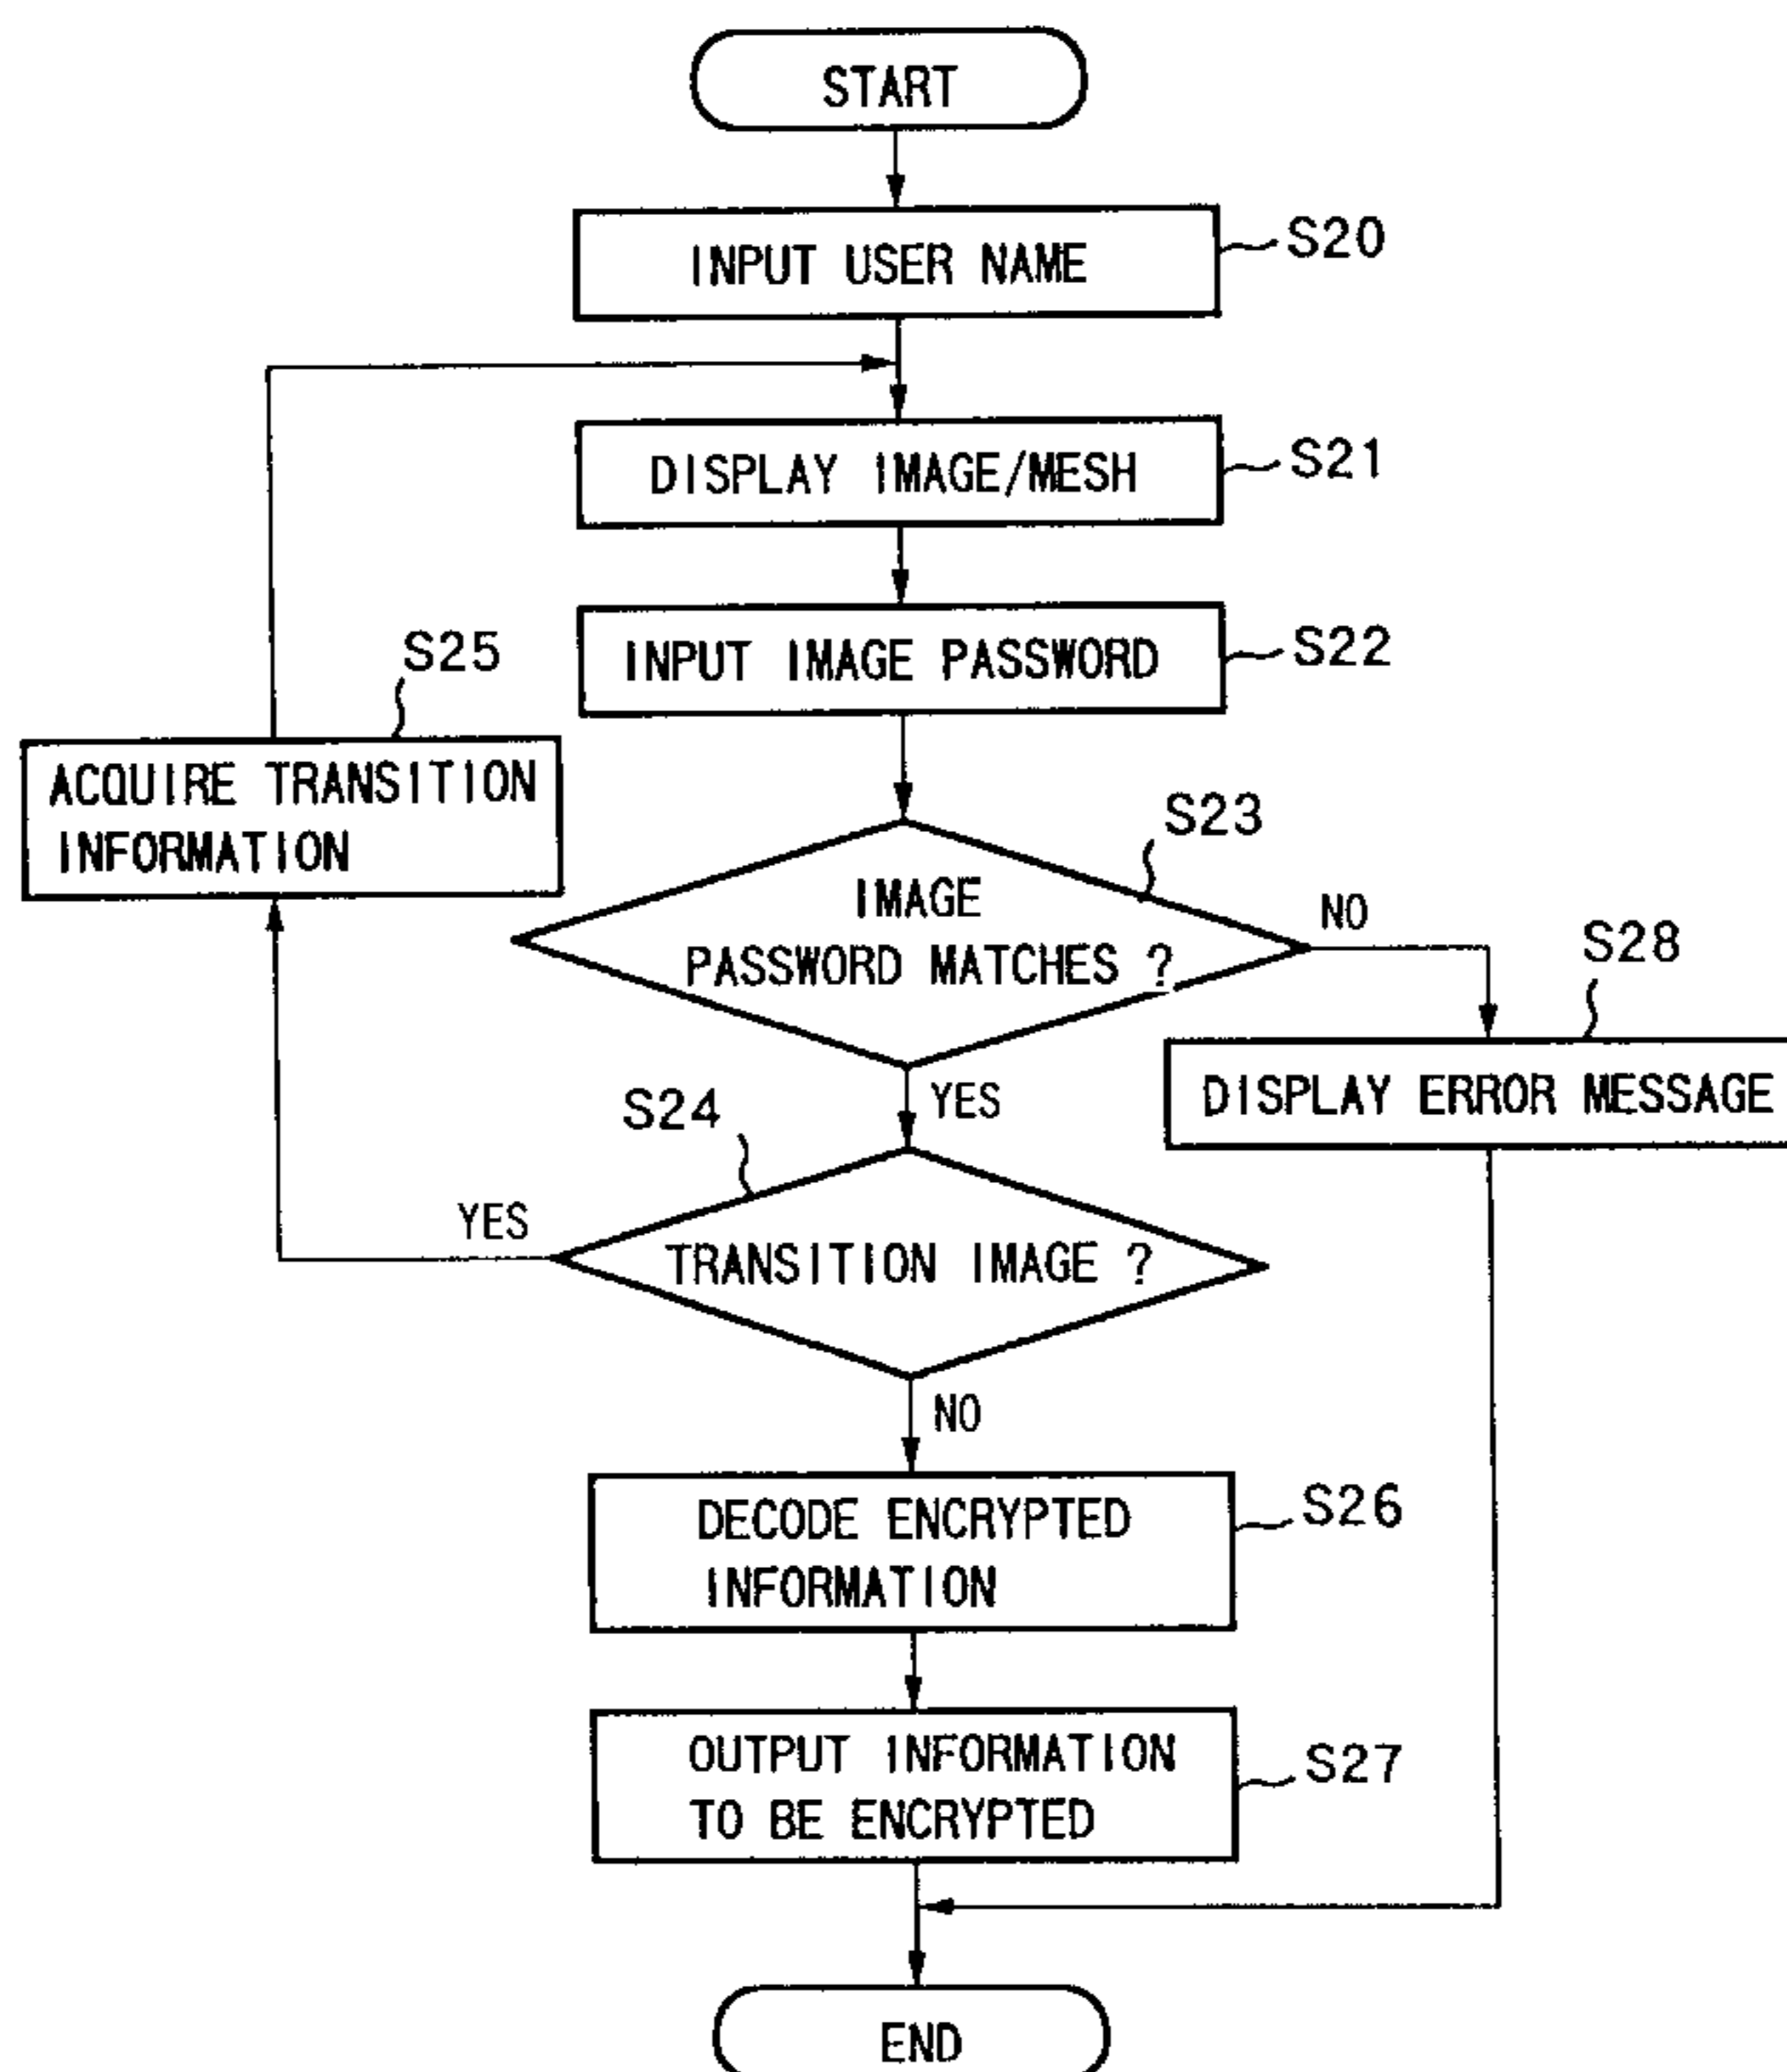 START
INPUT USER NAME
S20
DISPLAY IMAGE/MESH
S21
INPUT IMAGE PASSWORD
S22
S25
ACQUIRE TRANSITION
INFORMATION
S23
IMAGE
PASSWORD MATCHES ?
NO
S28
DISPLAY ERROR MESSAGE
YES
S24
YES
TRANSITION IMAGE ?
NO
DECODE ENCRYPTED
INFORMATION
S26
OUTPUT INFORMATION
TO BE ENCRYPTED
S27
END